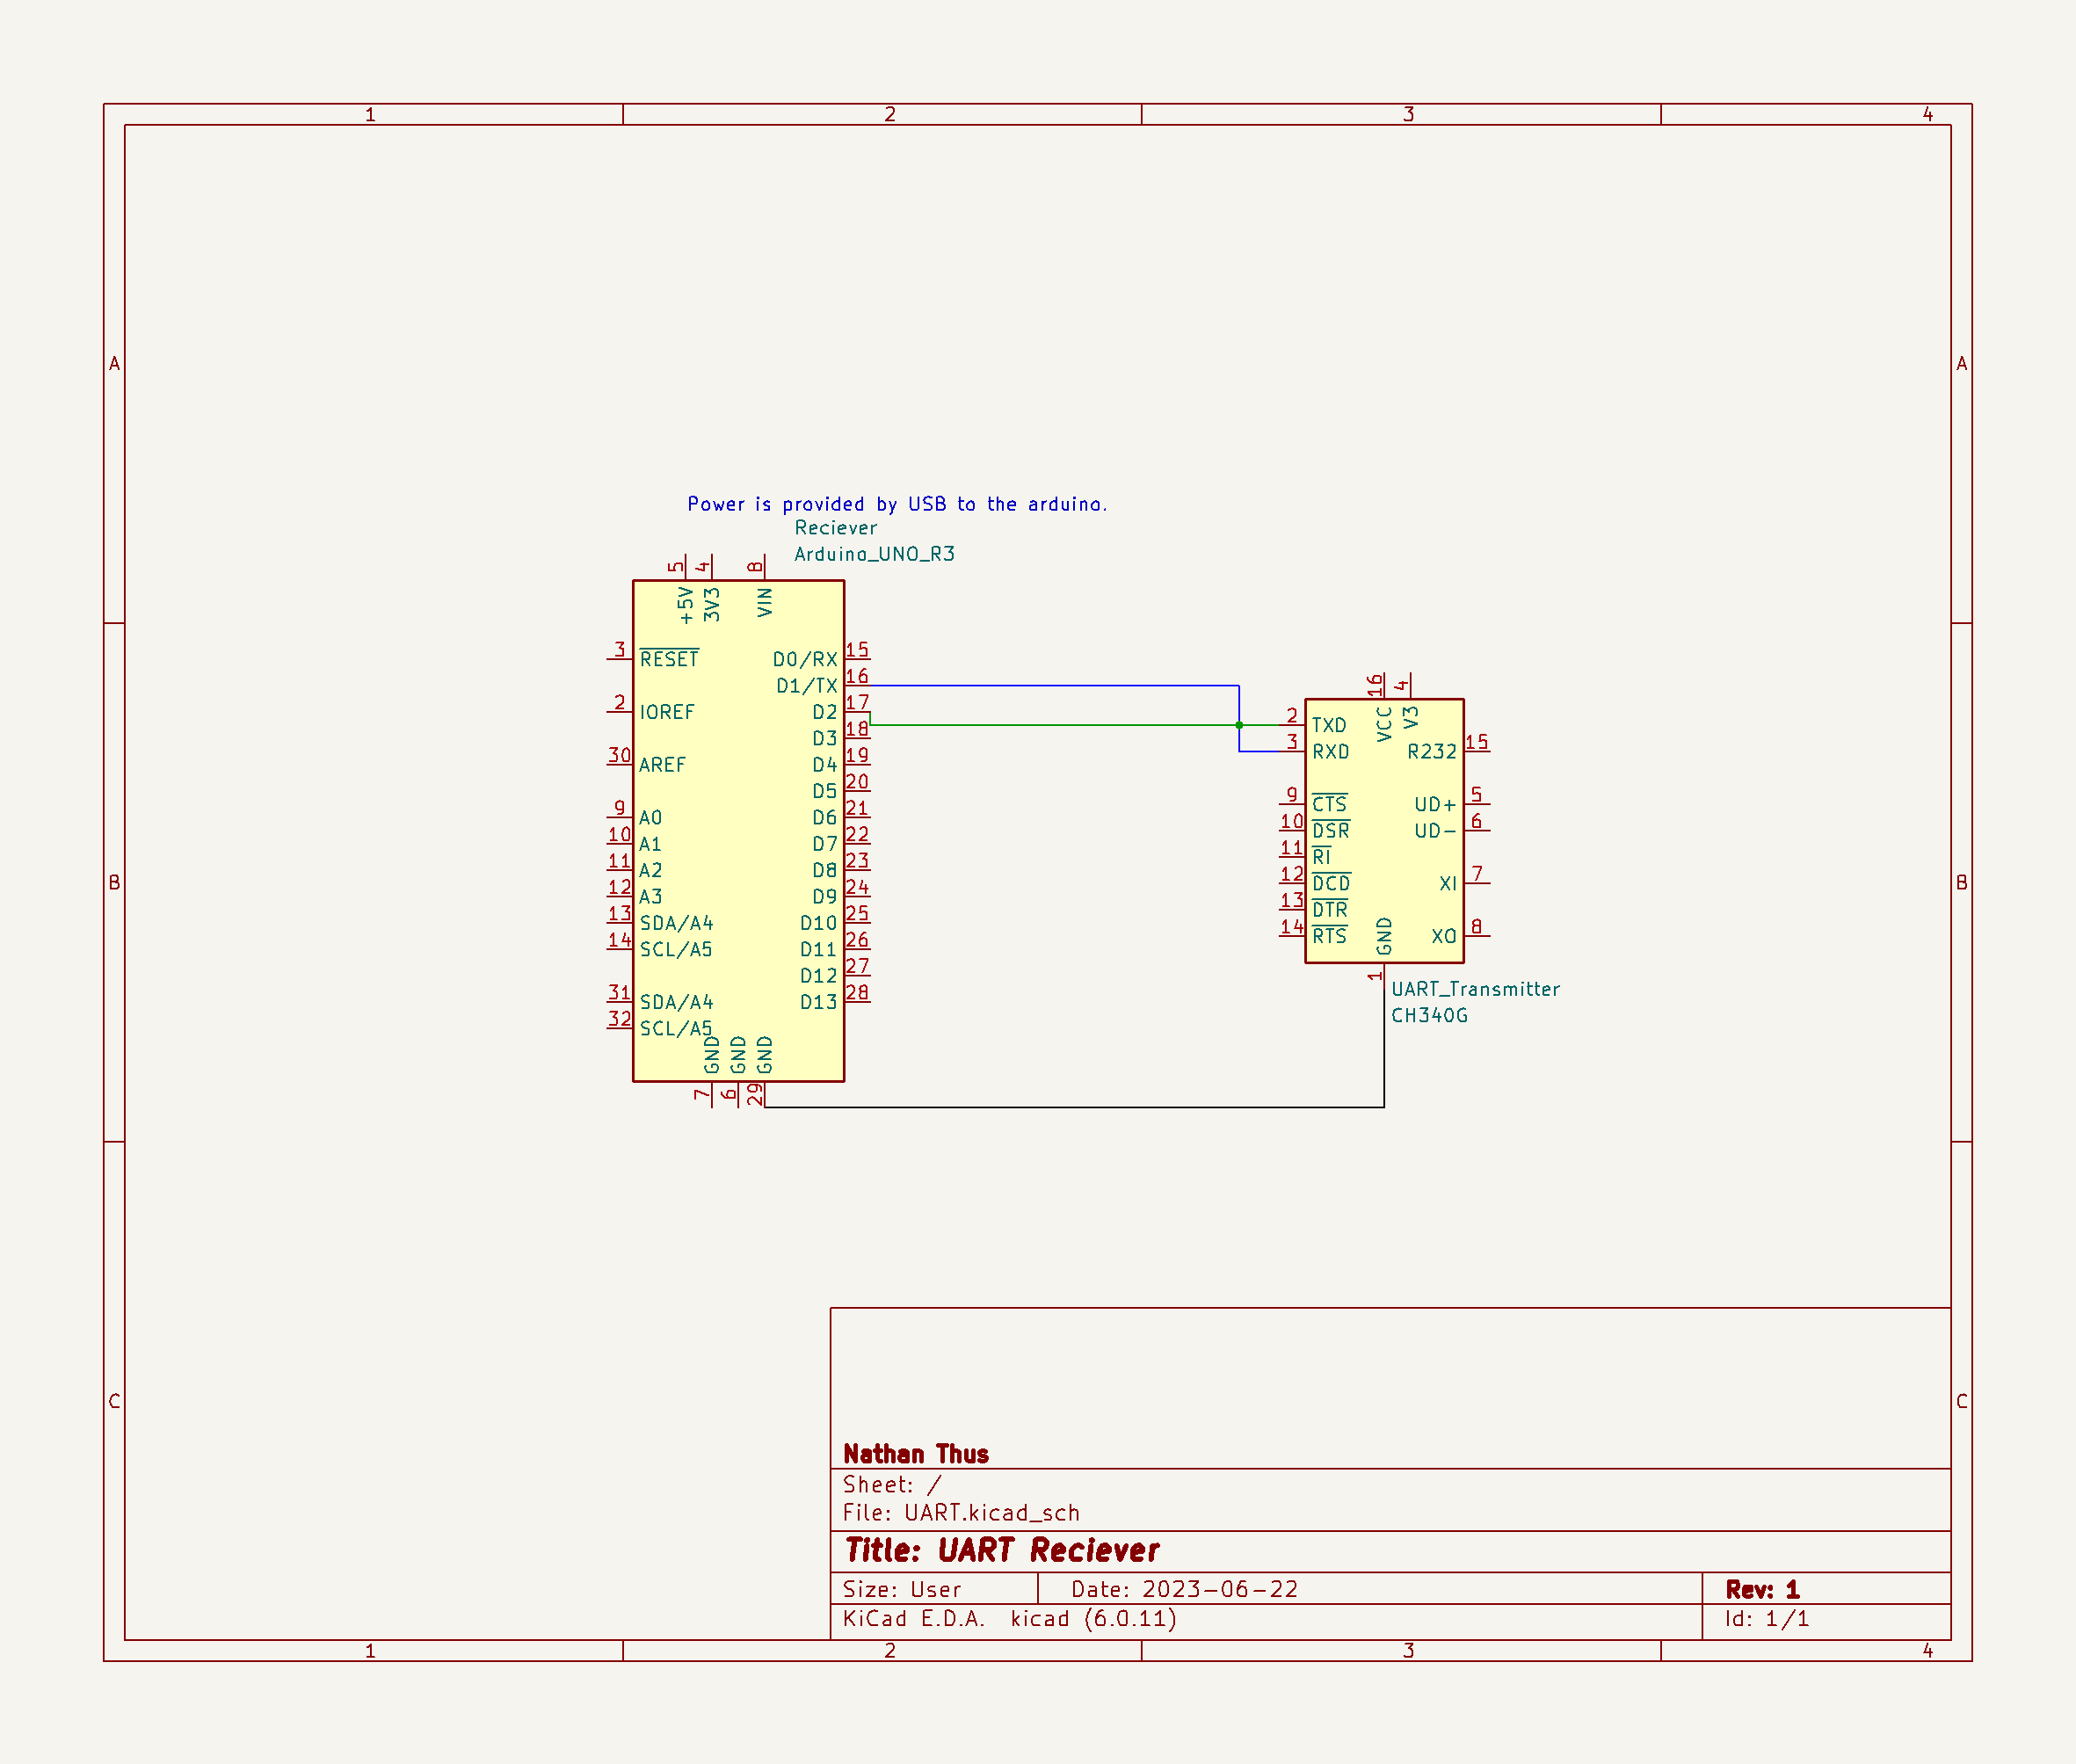 1 2 3 4
A A
Power is provided by USB to the arduino.
Reciever
Arduino_UNO_R3
5 4 8
+5V 3V3 VIN
3 RESET D0/RX 15
D1/TX 16
2 IOREF D2 17
D3 18
30 AREF D4 19
D5 20
9 A0 D6 21
10 A1 D7 22
11 A2 D8 23
12 A3 D9 24
13 SDA/A4 D10 25
14 SCL/A5 D11 26
D12 27
31 SDA/A4 D13 28
32 SCL/A5
GND GND GND
7 6 29
16 4
VCC V3
2 TXD
3 RXD R232 15
9 CTS UD+ 5
10 DSR UD- 6
11 RI
12 DCD XI 7
13 DTR
14 RTS XO 8
GND
1
UART_Transmitter
CH340G
B B
C C
Nathan Thus
Sheet: /
File: UART.kicad_sch
Title: UART Reciever
Size: User Date: 2023-06-22 Rev: 1
KiCad E.D.A. kicad (6.0.11) Id: 1/1
1 2 3 4